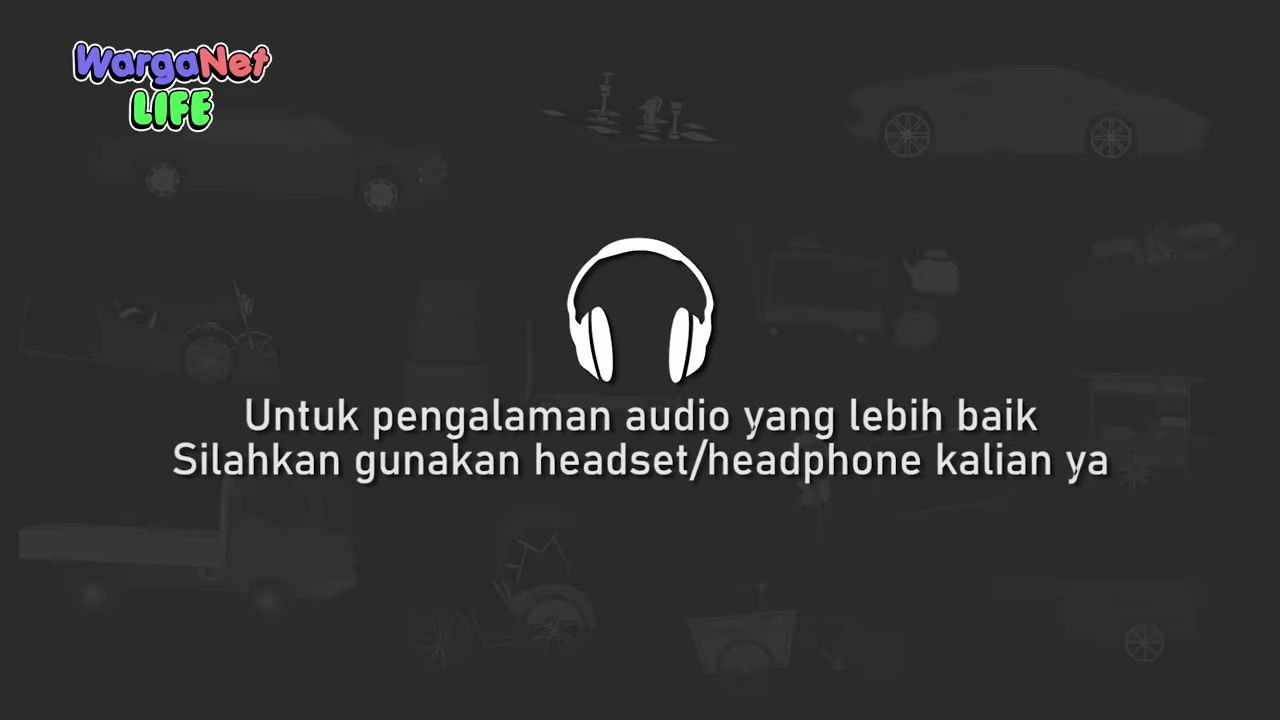 WargaNet
LIFE
Untuk pengalaman audio yang lebih baik
Silahkan gunakan headset/headphone kalian ya